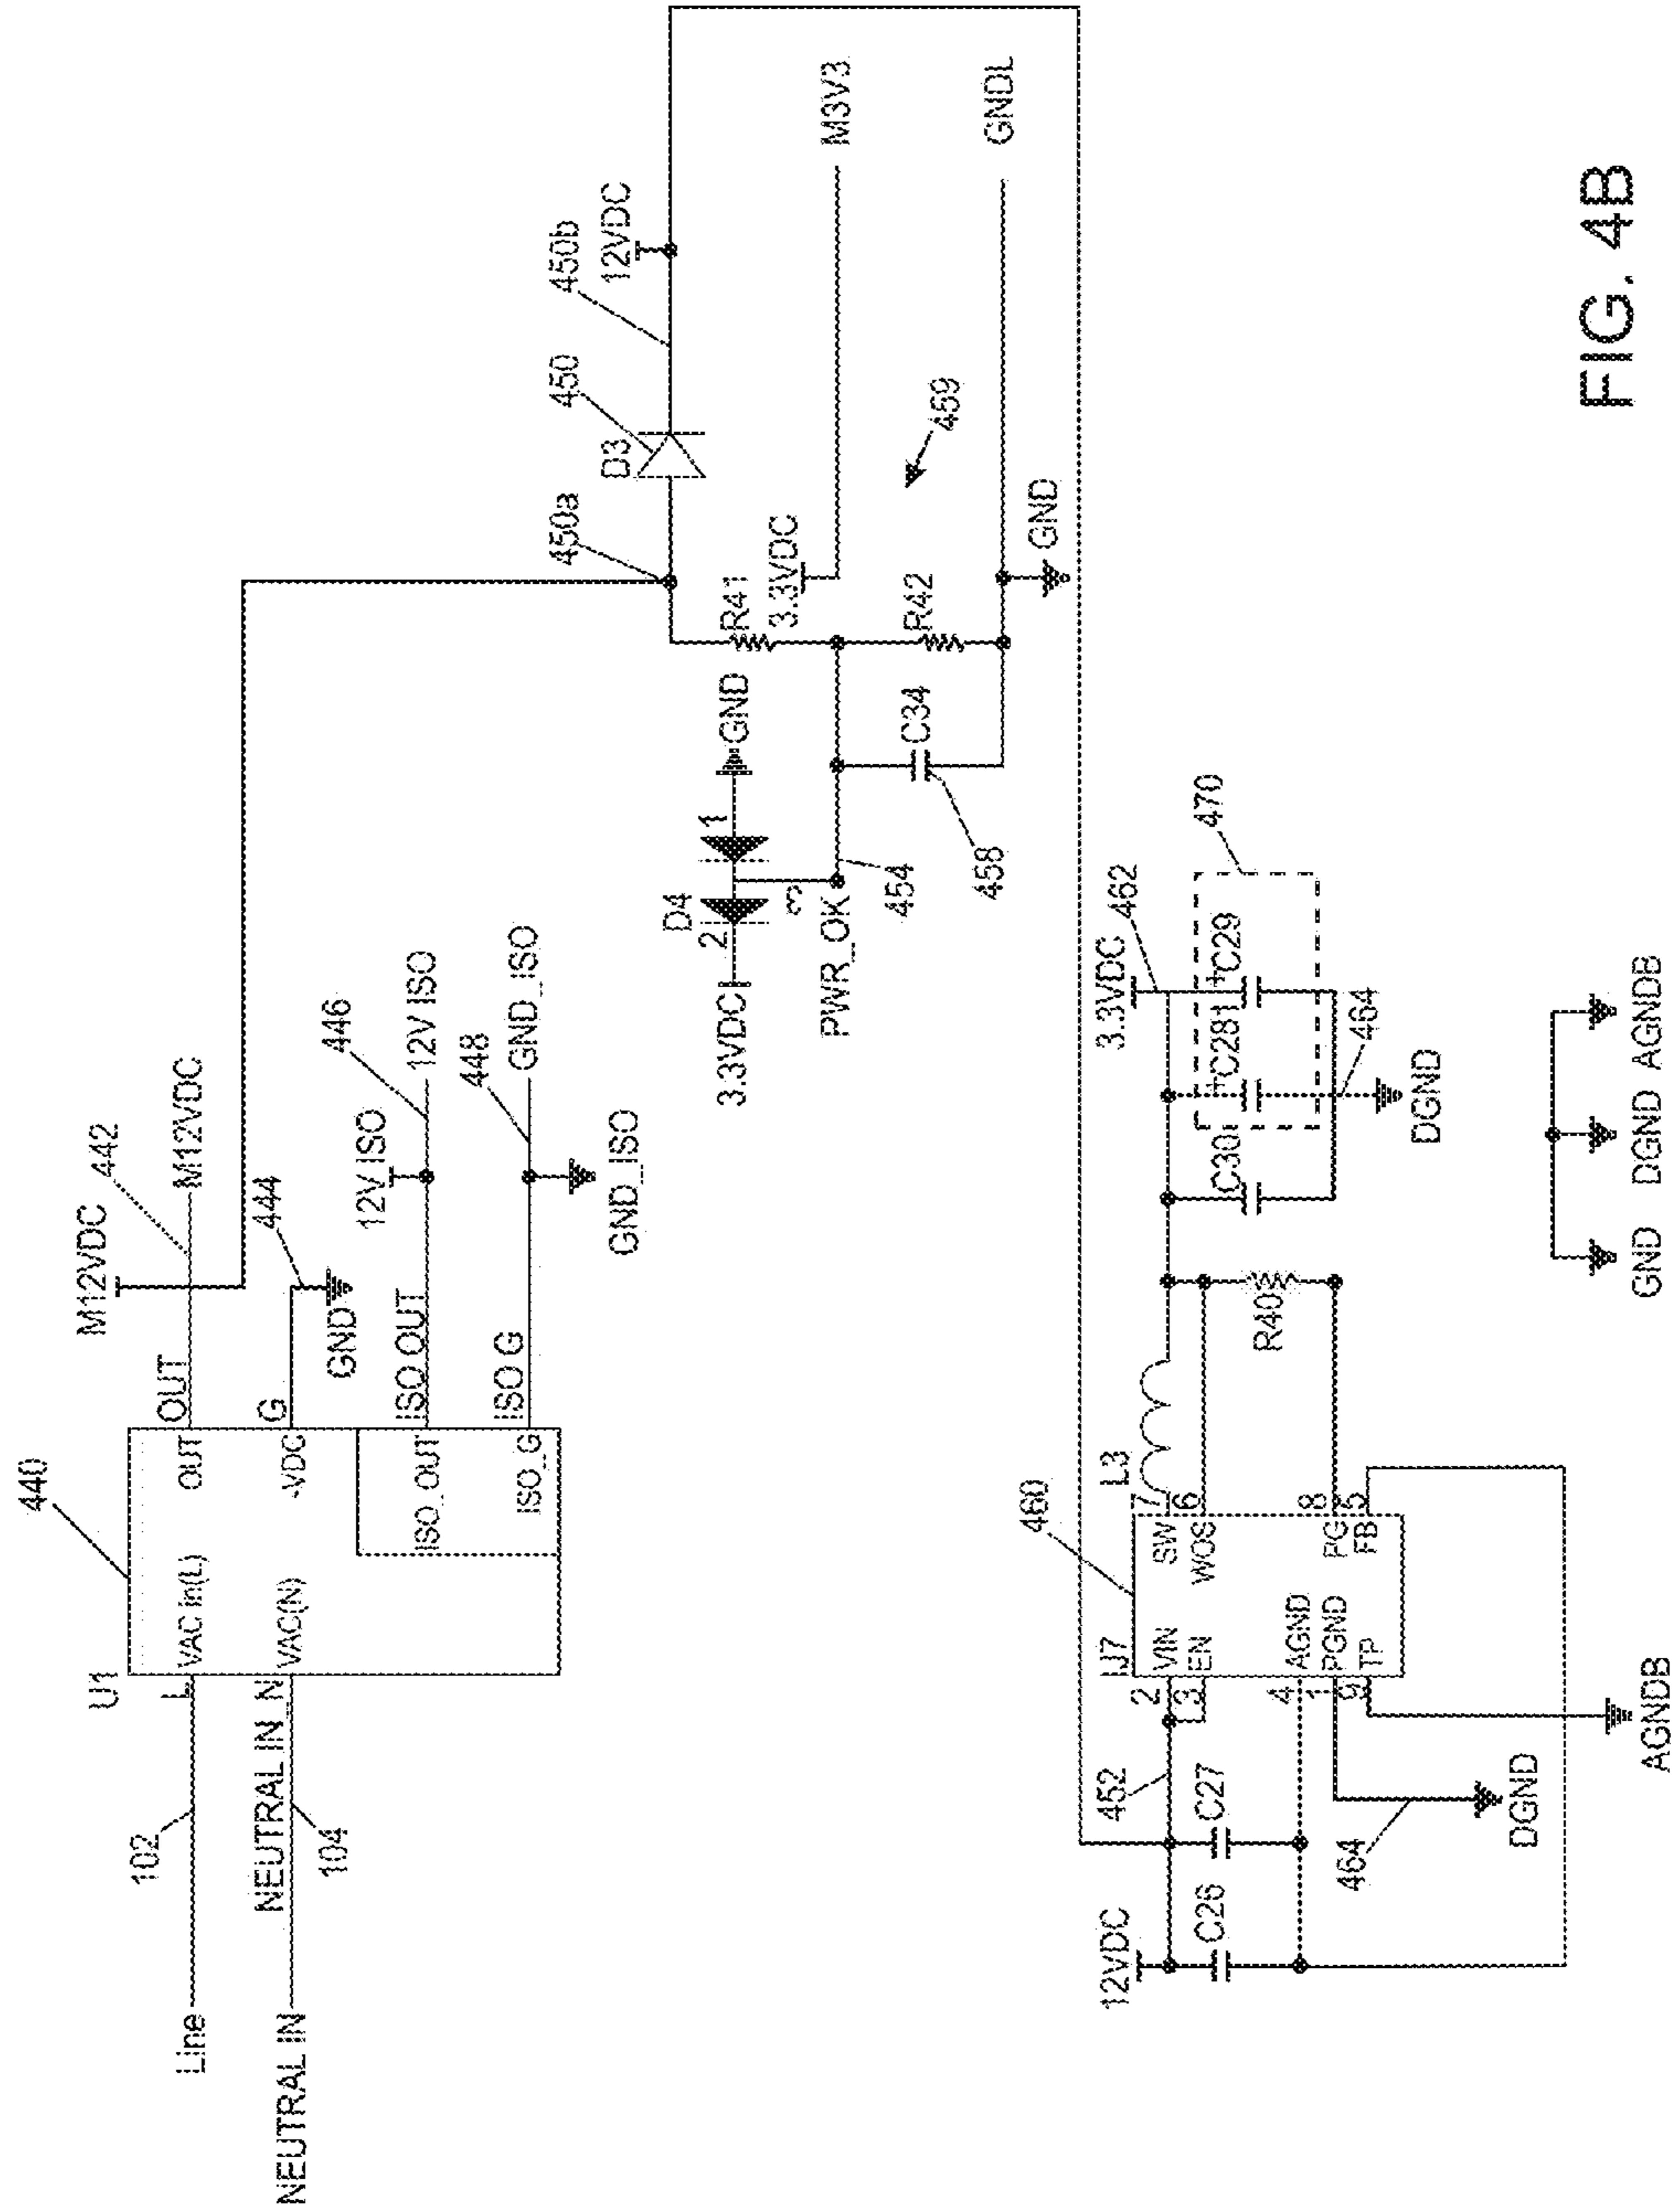 440
U1
102
Line
L
VAC In(L)
OUT
OUT
M12VDC
442
M12VDC
NEUTRAL IN
NEUTRAL IN
N
104
VAC(N)
-VDC
G
444
GND
ISO_OUT
ISO OUT
12V ISO
446
12V ISO
ISO_G
ISO G
448
GND_ISO
GND_ISO
450a
D3
450
450b
12VDC
D4
3.3VDC
2
1
GND
3
R41
3.3VDC
M3V3
PWR_OK
454
458
C34
R42
459
GNDL
GND
460
U7
12VDC
452
C26
C27
2
VIN
3
EN
4
AGND
1
PGND
9
TP
SW
7
WOS
6
PG
8
FB
5
L3
R40
3.3VDC
462
C30
+C281
+C29
470
464
DGND
464
DGND
AGNDB
GND
DGND
AGNDB
FIG. 4B